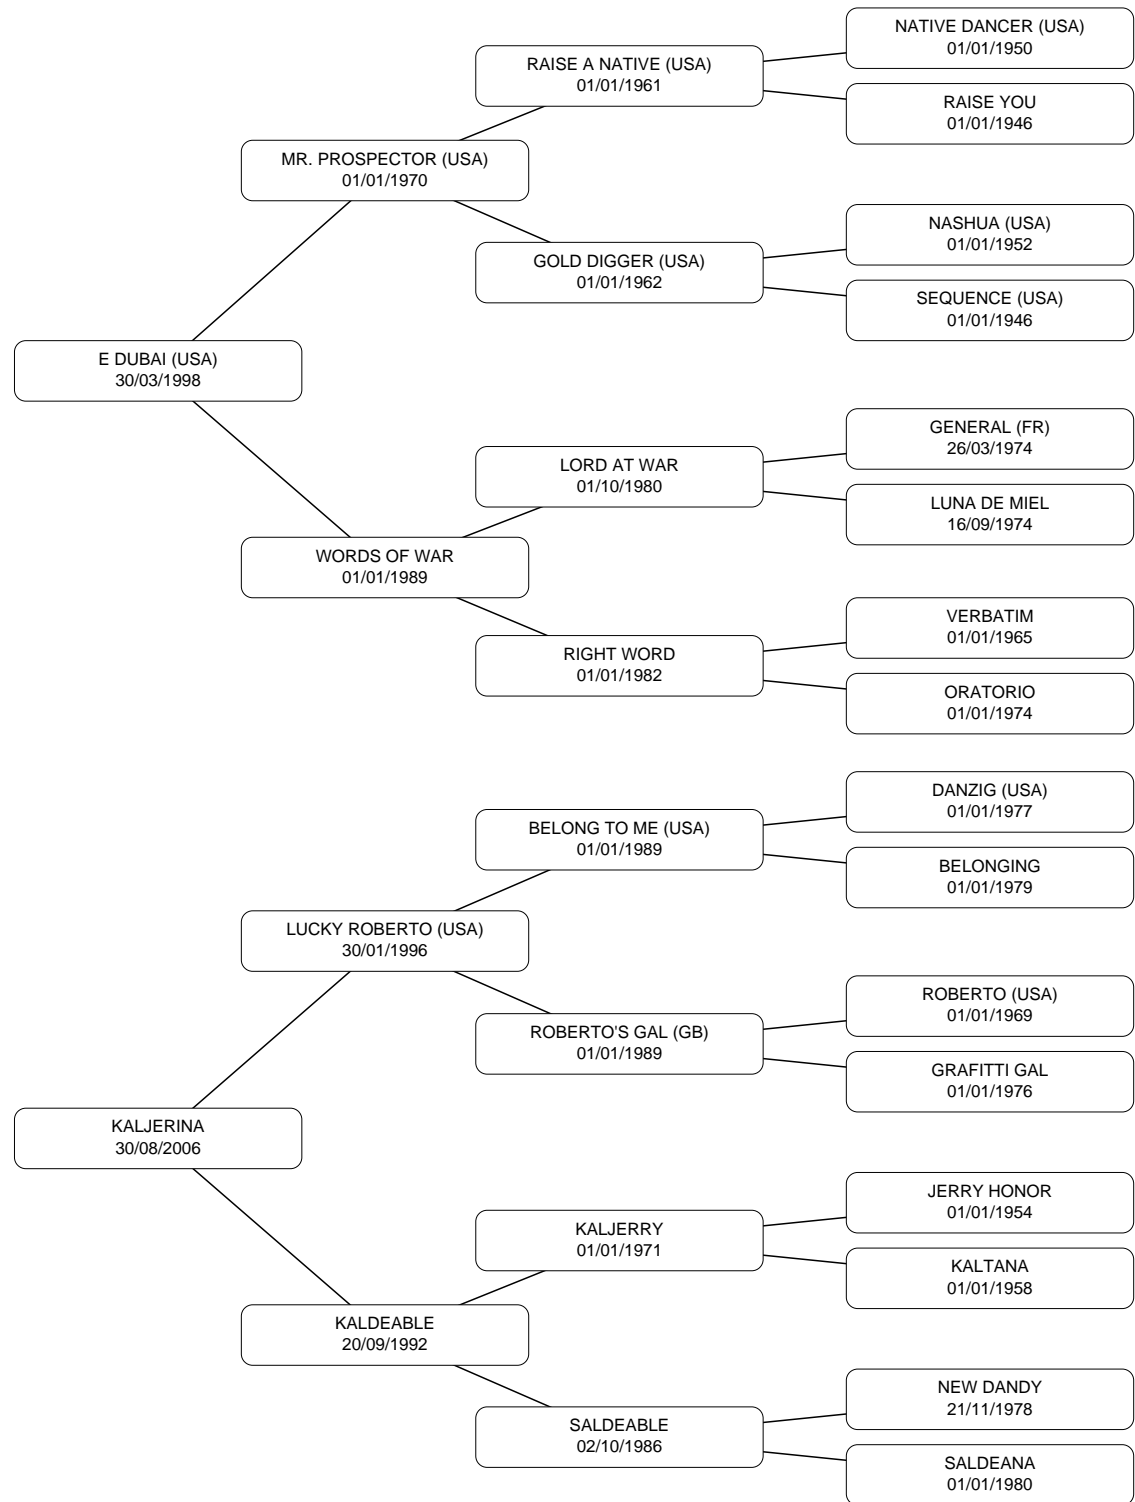 NATIVE DANCER (USA)
01/01/1950
RAISE A NATIVE (USA)
01/01/1961
RAISE YOU
01/01/1946
MR. PROSPECTOR (USA)
01/01/1970
NASHUA (USA)
01/01/1952
GOLD DIGGER (USA)
01/01/1962
SEQUENCE (USA)
01/01/1946
E DUBAI (USA)
30/03/1998
GENERAL (FR)
26/03/1974
LORD AT WAR
01/10/1980
LUNA DE MIEL
16/09/1974
WORDS OF WAR
01/01/1989
VERBATIM
01/01/1965
RIGHT WORD
01/01/1982
ORATORIO
01/01/1974
DANZIG (USA)
01/01/1977
BELONG TO ME (USA)
01/01/1989
BELONGING
01/01/1979
LUCKY ROBERTO (USA)
30/01/1996
ROBERTO (USA)
01/01/1969
ROBERTO'S GAL (GB)
01/01/1989
GRAFITTI GAL
01/01/1976
KALJERINA
30/08/2006
JERRY HONOR
01/01/1954
KALJERRY
01/01/1971
KALTANA
01/01/1958
KALDEABLE
20/09/1992
NEW DANDY
21/11/1978
SALDEABLE
02/10/1986
SALDEANA
01/01/1980